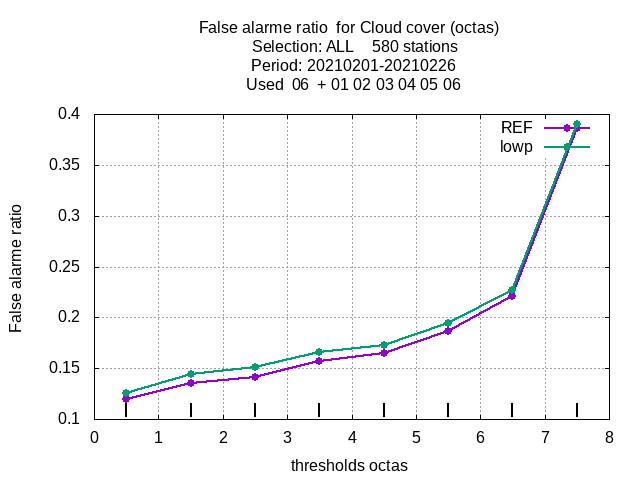 False alarme ratio  for Cloud cover (octas)
Selection: ALL    580 stations
Period: 20210201-20210226
Used  06  + 01 02 03 04 05 06
REF
lowp
False alarme ratio
0.4
0.35
0.3
0.25
0.2
0.15
0.1
0 1 2 3 4 5 6 7 8
thresholds octas